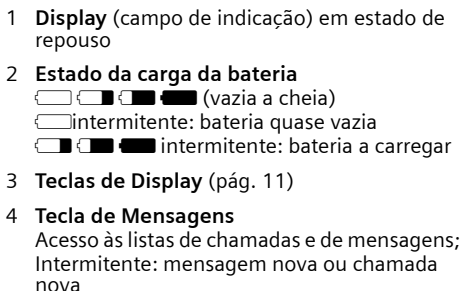 1 Display (campo de indicação) em estado de
repouso
2 Estado da carga da bateria
(vazia a cheia)
intermitente: bateria quase vazia
intermitente: bateria a carregar
3 Teclas de Display (pág. 11)
4 Tecla de Mensagens
Acesso às listas de chamadas e de mensagens;
Intermitente: mensagem nova ou chamada
nova